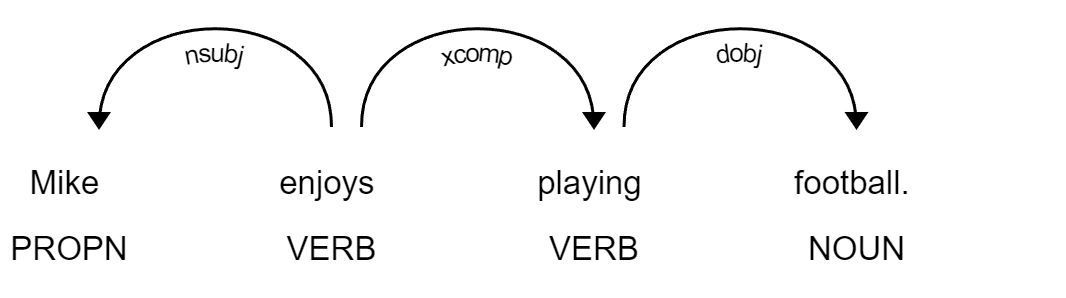 nsubj xcomp dobj
Mike enjoys playing football.
PROPN VERB VERB NOUN